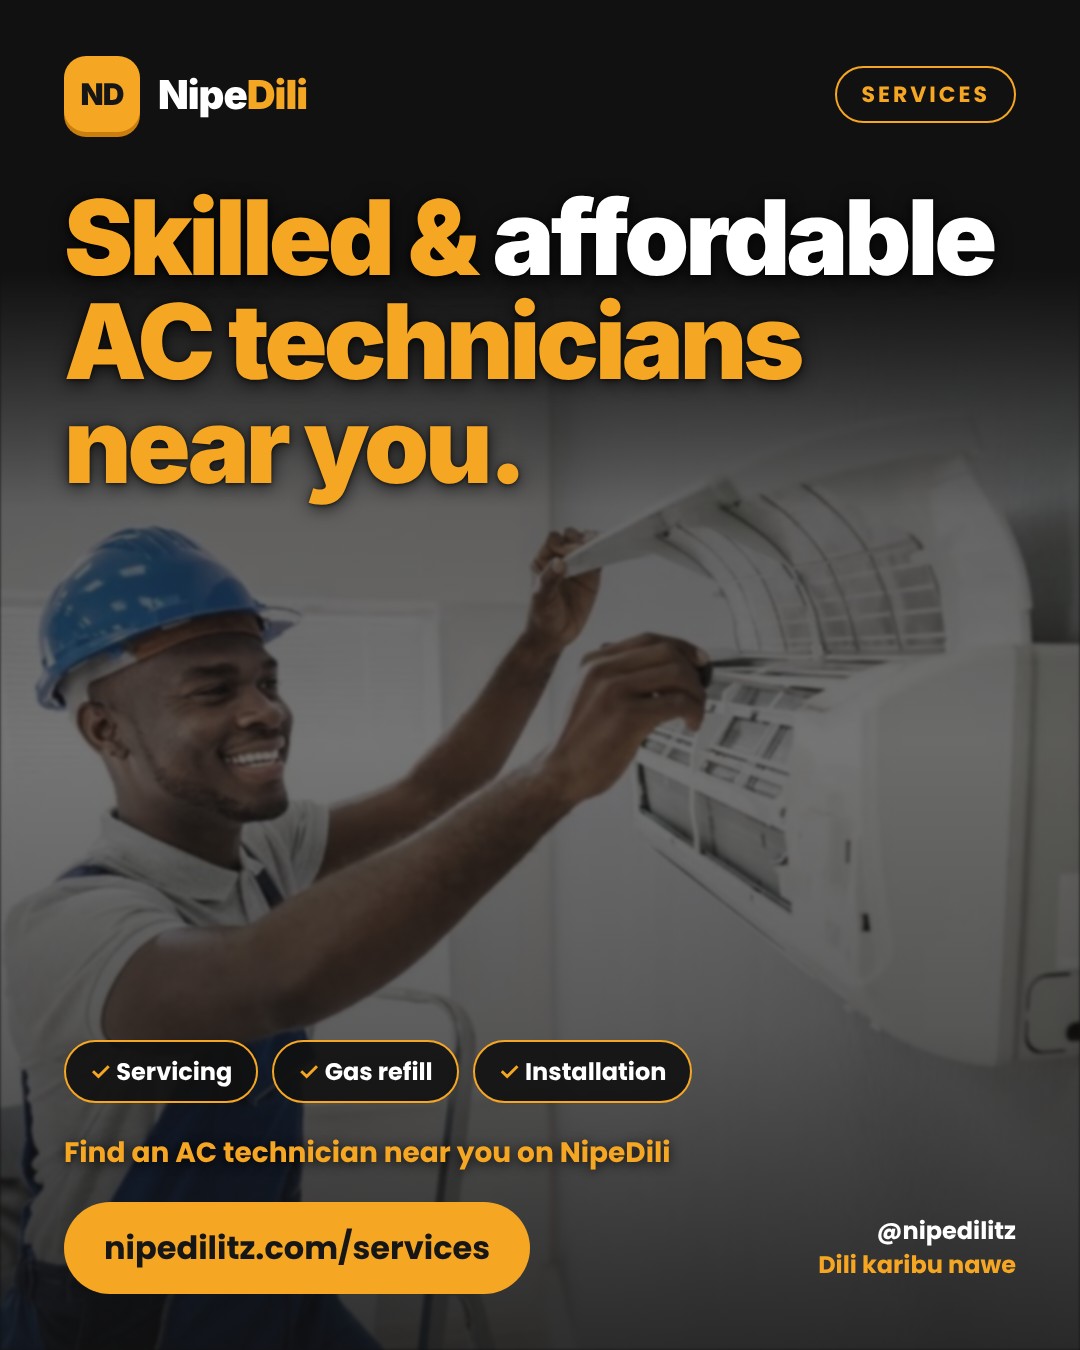 ND
NipeDili
SERVICES
Skilled & affordable
AC technicians
near you.
✓ Servicing
✓ Gas refill
✓ Installation
Find an AC technician near you on NipeDili
nipedilitz.com/services
@nipedilitz
Dili karibu nawe